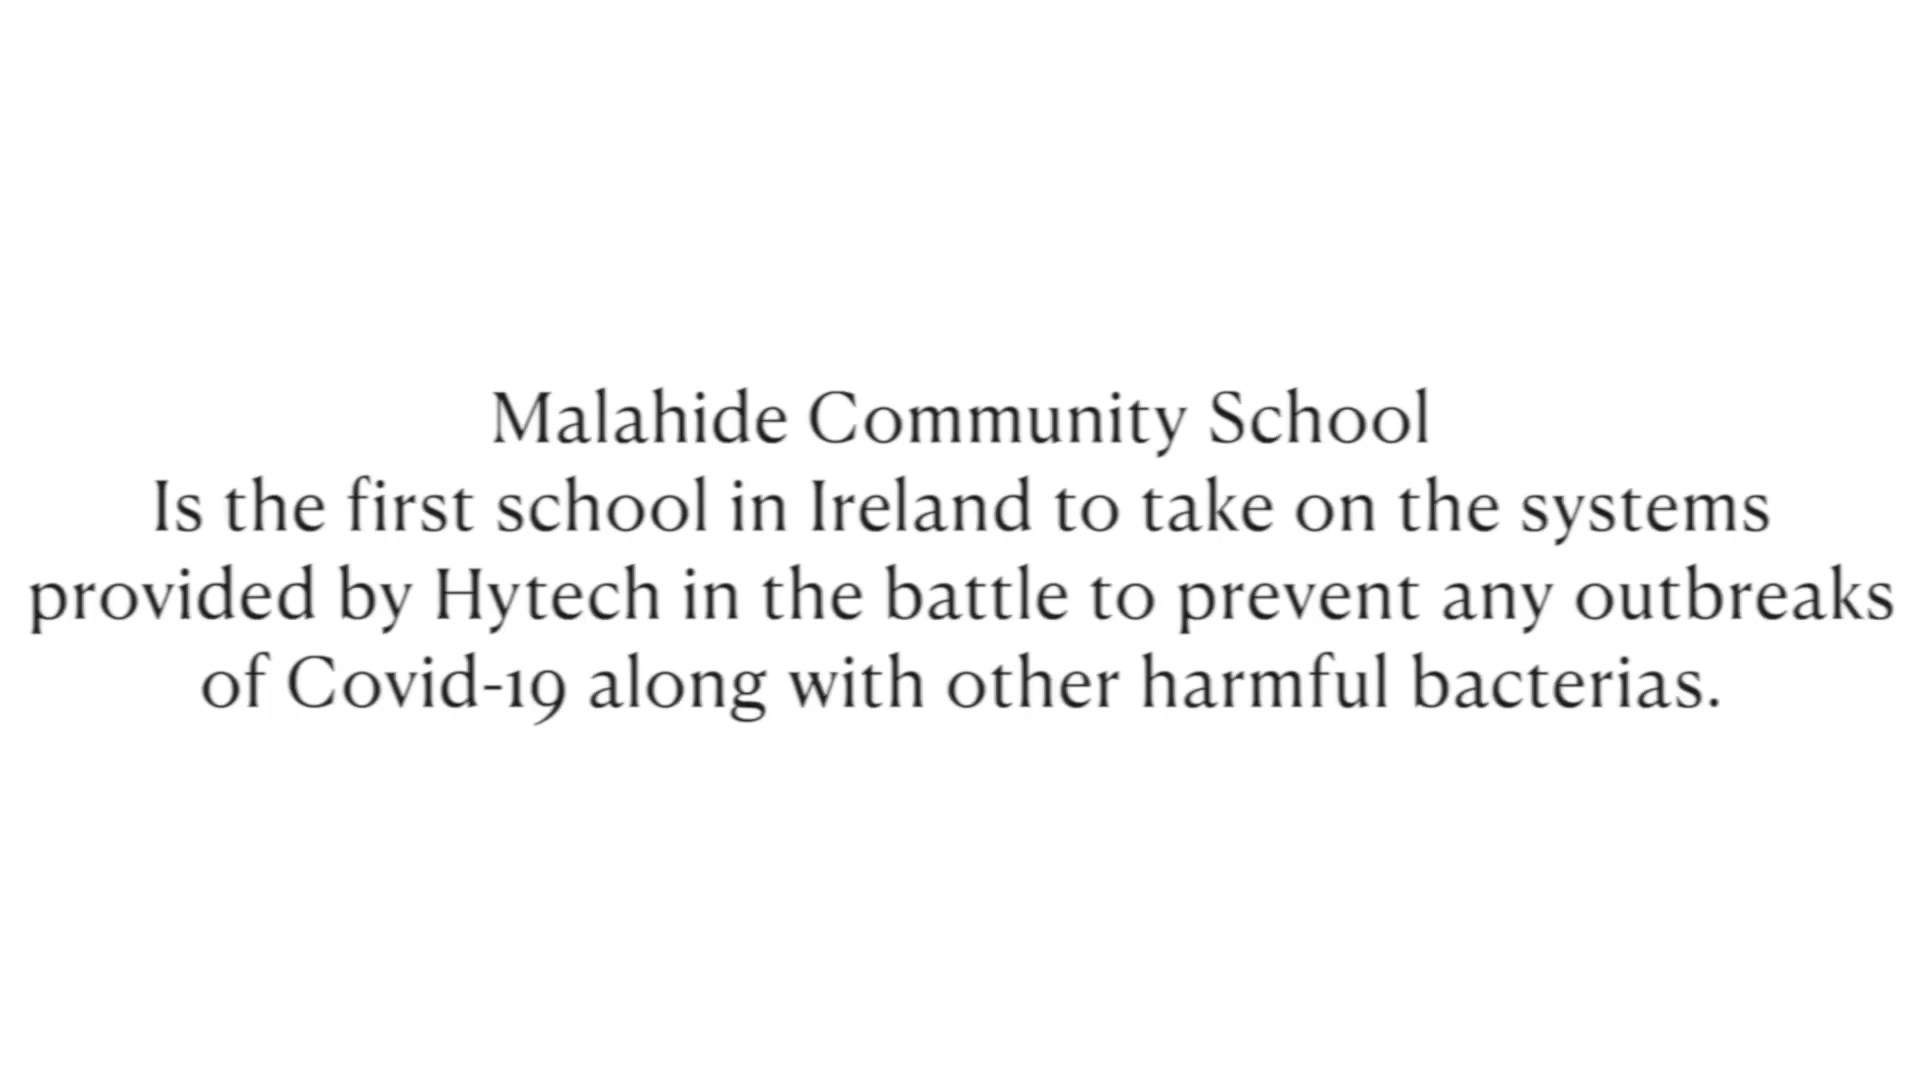 Malahide Community School
Is the first school in Ireland to take on the systems
provided by Hytech in the battle to prevent any outbreaks
of Covid-19 along with other harmful bacterias.